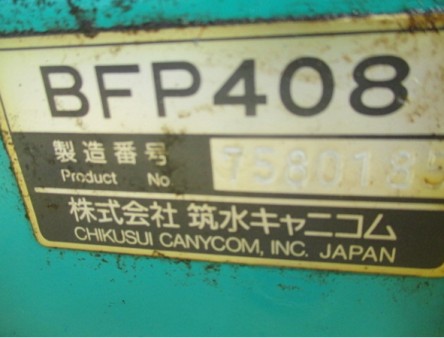 BFP408
製造番号 7580185
Product No
株式会社 筑水キャニコム
CHIKUSUI CANYCOM, INC. JAPAN